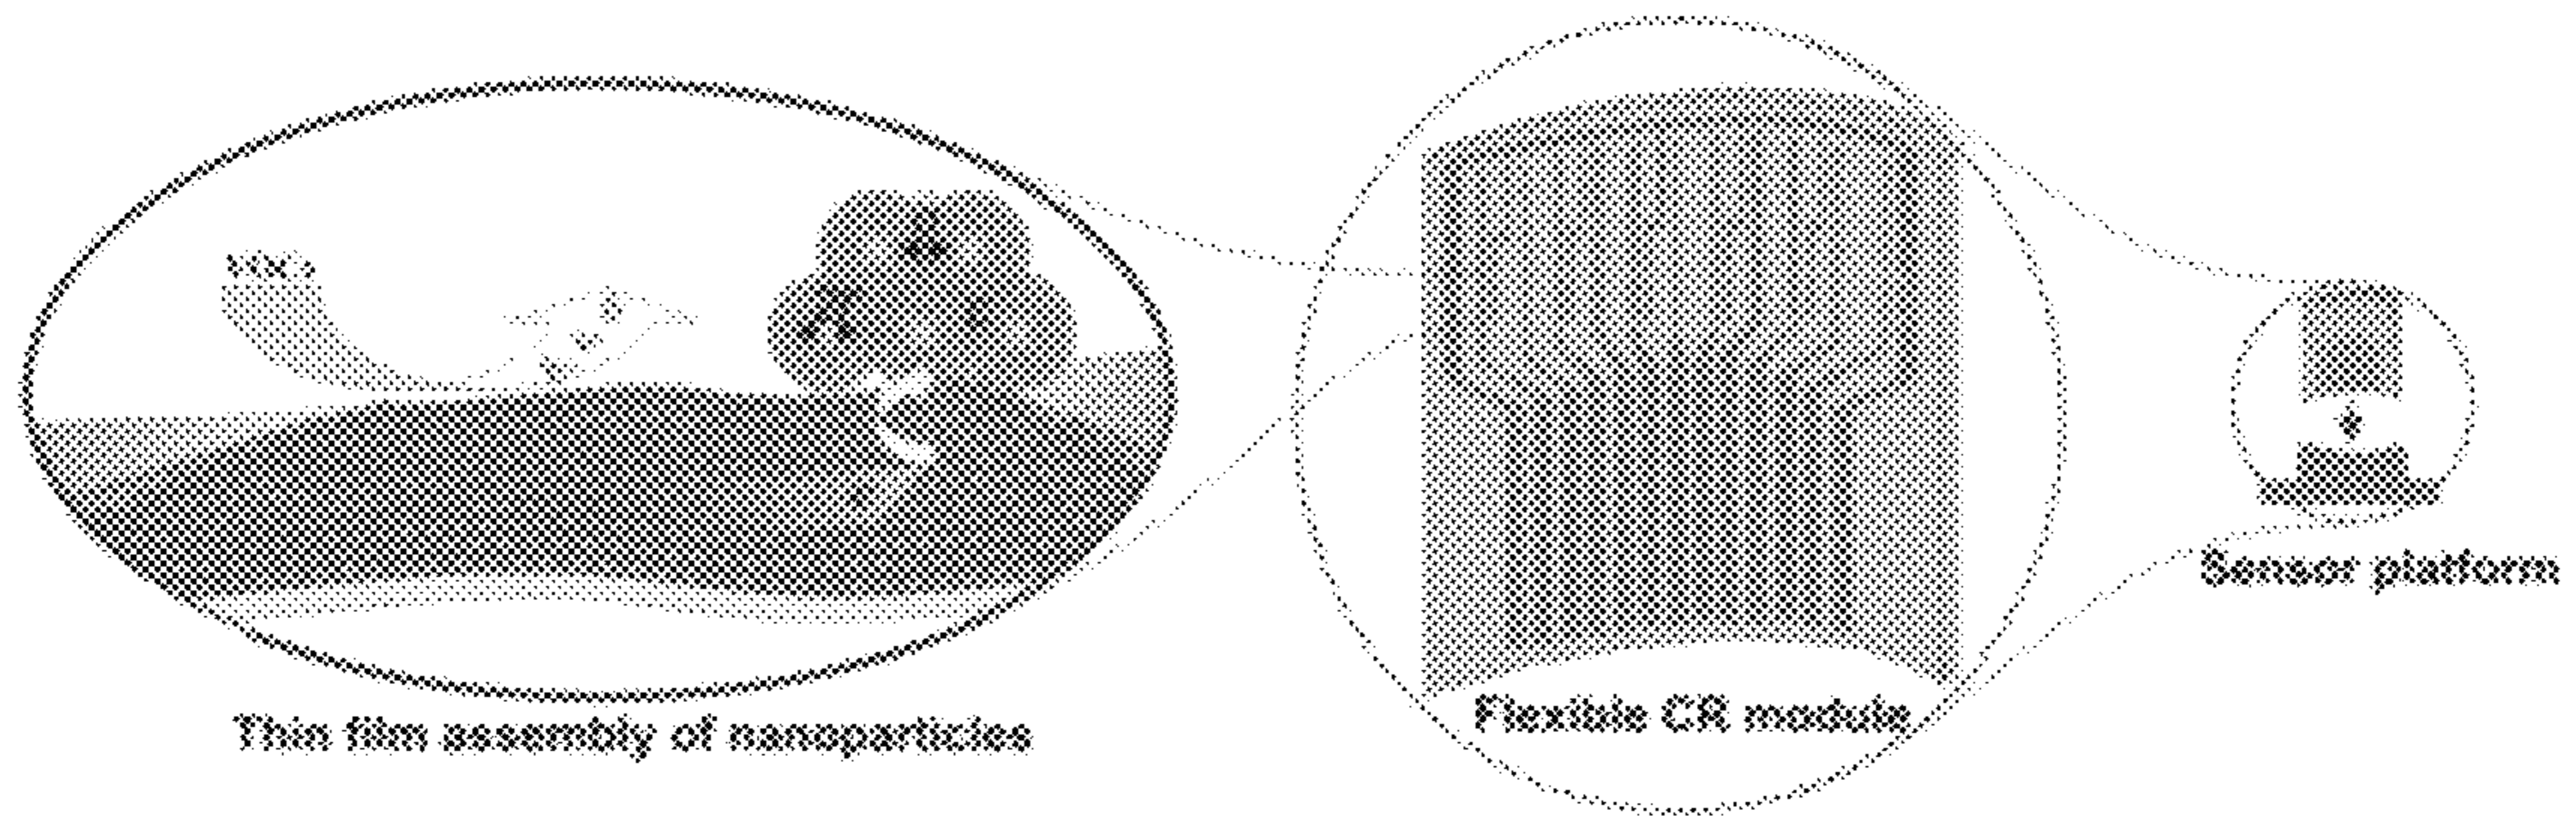 Thin film assembly of nanoparticles
Flexible CR module
Sensor platform